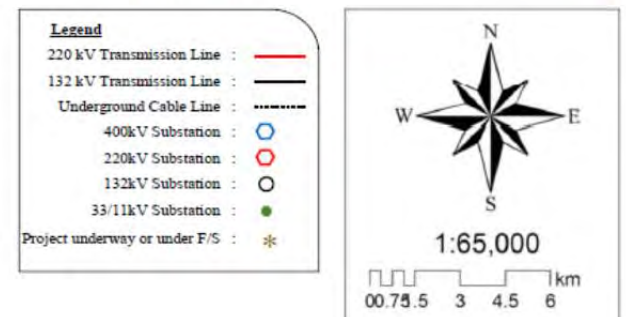 Legend
220 kV Transmission Line :
132 kV Transmission Line :
Underground Cable Line :
400kV Substation :
220kV Substation :
132kV Substation :
33/11kV Substation :
Project underway or under F/S :
N
W E
S
1:65,000
km
00.751.5 3 4.5 6